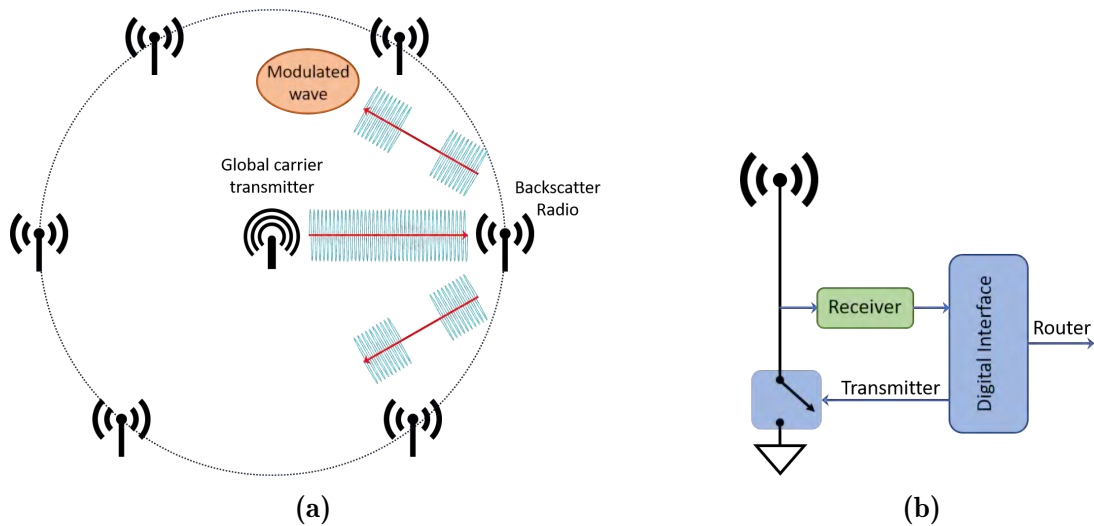 Modulated
wave
Global carrier
transmitter
Backscatter
Radio
(a)
Receiver
Digital Interface
Router
Transmitter
(b)